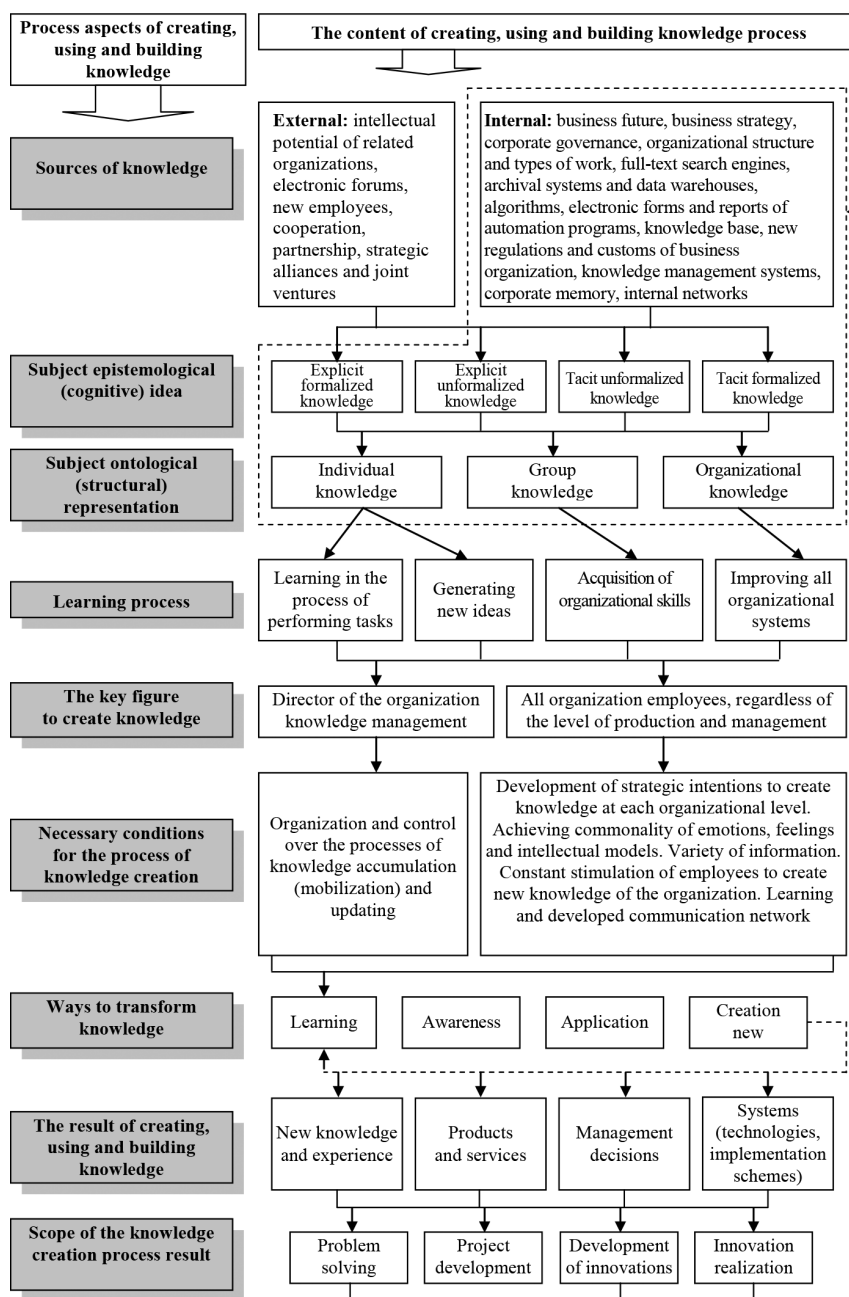 Process aspects of creating,
using and building
knowledge
The content of creating, using and building knowledge process
Sources of knowledge
External: intellectual
potential of related
organizations,
electronic forums,
new employees,
cooperation,
partnership, strategic
alliances and joint
ventures
Internal: business future, business strategy,
corporate governance, organizational structure
and types of work, full-text search engines,
archival systems and data warehouses,
algorithms, electronic forms and reports of
automation programs, knowledge base, new
regulations and customs of business
organization, knowledge management systems,
corporate memory, internal networks
Subject epistemological
(cognitive) idea
Explicit
formalized
knowledge
Explicit
unformalized
knowledge
Tacit unformalized
knowledge
Tacit formalized
knowledge
Subject ontological
(structural)
representation
Individual
knowledge
Group
knowledge
Organizational
knowledge
Learning process
Learning in the
process of
performing tasks
Generating
new ideas
Acquisition of
organizational skills
Improving all
organizational
systems
The key figure
to create knowledge
Director of the organization
knowledge management
All organization employees, regardless of
the level of production and management
Necessary conditions
for the process of
knowledge creation
Organization and control
over the processes of
knowledge accumulation
(mobilization) and
updating
Development of strategic intentions to create
knowledge at each organizational level.
Achieving commonality of emotions, feelings
and intellectual models. Variety of information.
Constant stimulation of employees to create
new knowledge of the organization. Learning
and developed communication network
Ways to transform
knowledge
Learning
Awareness
Application
Creation
new
The result of creating,
using and building
knowledge
New knowledge
and experience
Products
and services
Management
decisions
Systems
(technologies,
implementation
schemes)
Scope of the knowledge
creation process result
Problem
solving
Project
development
Development
of innovations
Innovation
realization